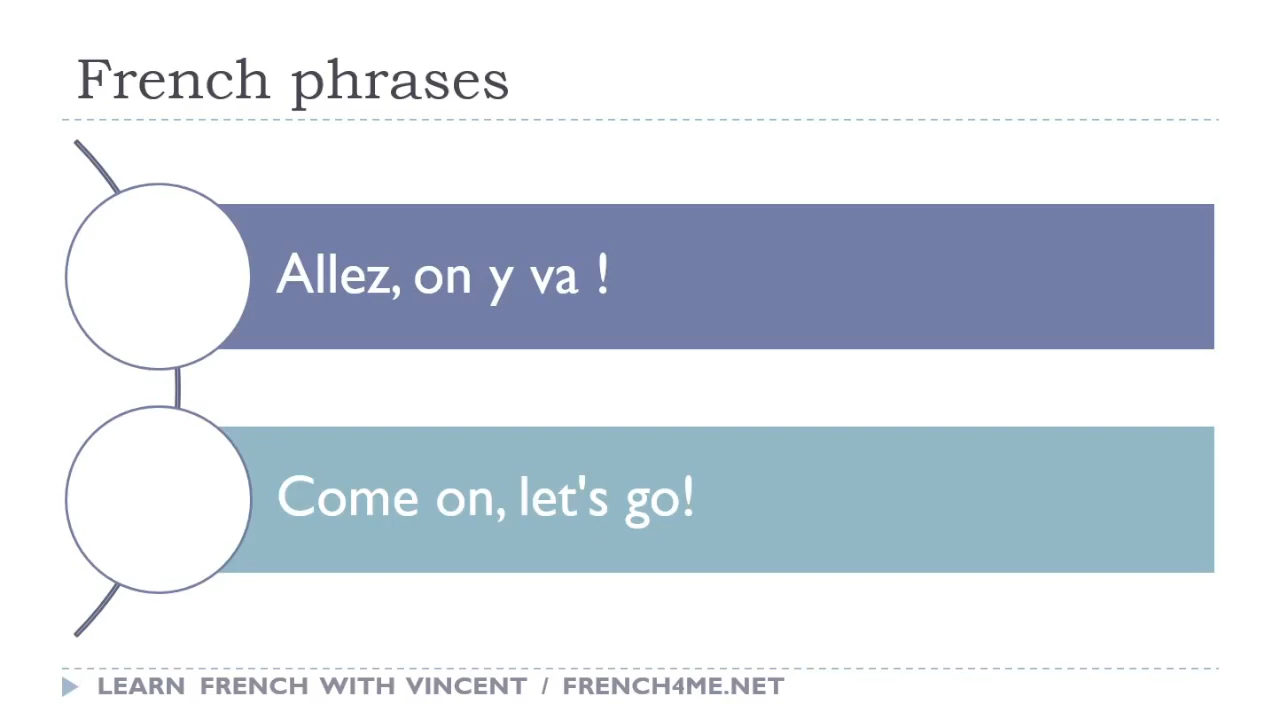 French phrases
Allez, on y va !
Come on, let's go!
LEARN FRENCH WITH VINCENT / FRENCH4ME.NET